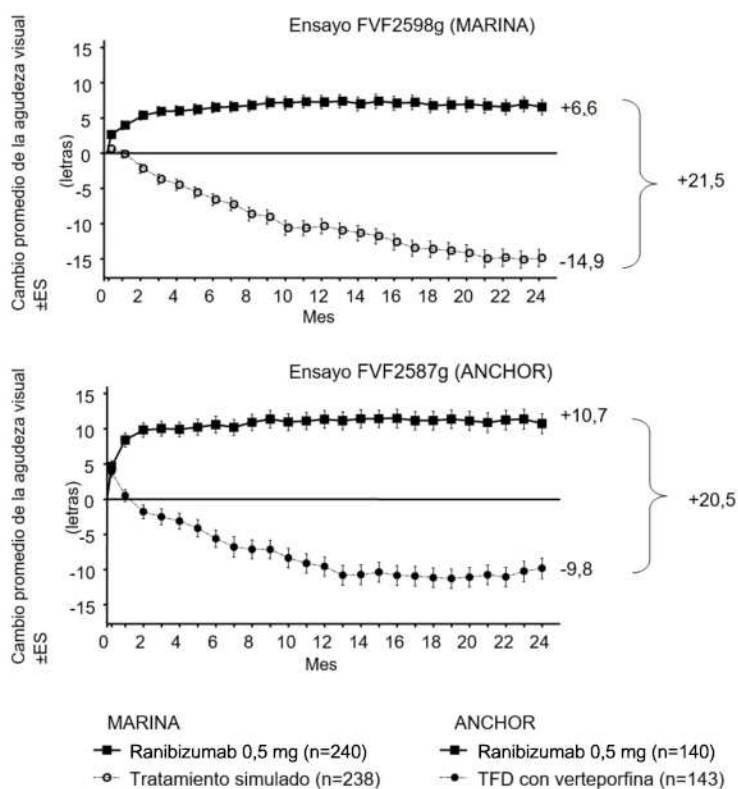 Ensayo FVF2598g (MARINA)
Cambio promedio de la agudeza visual
±ES
(letras)
15
10
5
0
-5
-10
-15
+6,6
+21,5
-14,9
0 2 4 6 8 10 12 14 16 18 20 22 24
Mes
Ensayo FVF2587g (ANCHOR)
Cambio promedio de la agudeza visual
±ES
(letras)
15
10
5
0
-5
-10
-15
+10,7
+20,5
-9,8
0 2 4 6 8 10 12 14 16 18 20 22 24
Mes
MARINA
Ranibizumab 0,5 mg (n=240)
Tratamiento simulado (n=238)
ANCHOR
Ranibizumab 0,5 mg (n=140)
TFD con verteporfina (n=143)